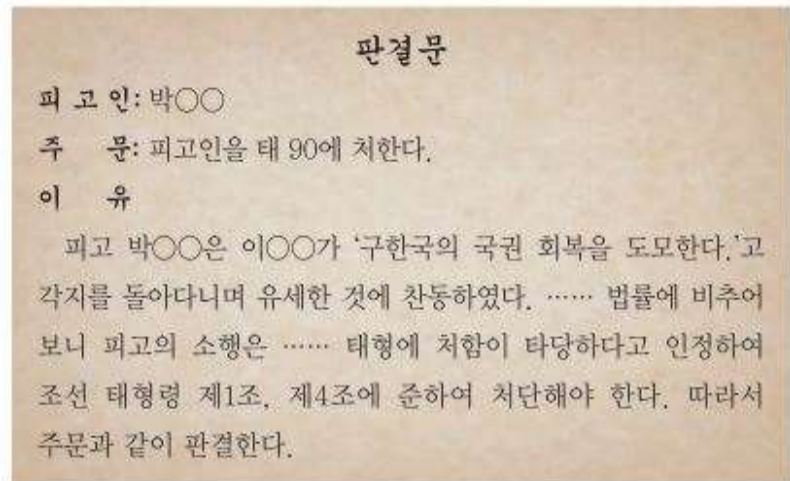 판결문
피 고 인: 박○○
주 문: 피고인을 태 90에 처한다.
이 유
피고 박○○은 이○○가 ‘구한국의 국권 회복을 도모한다.’고
각지를 돌아다니며 유세한 것에 찬동하였다. …… 법률에 비추어
보니 피고의 소행은 …… 태형에 처함이 타당하다고 인정하여
조선 태형령 제1조, 제4조에 준하여 처단해야 한다. 따라서
주문과 같이 판결한다.